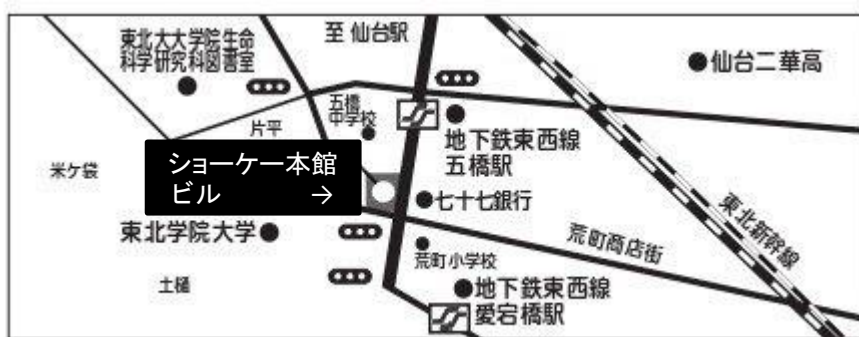 東北大大学院生命
科学研究科図書室
至 仙台駅
仙台二華高
五橋
中学校
片平
地下鉄東西線
五橋駅
米ケ袋
ショーケー本館
ビル →
七十七銀行
東北新幹線
東北学院大学
荒町商店街
荒町小学校
土樋
地下鉄東西線
愛宕橋駅